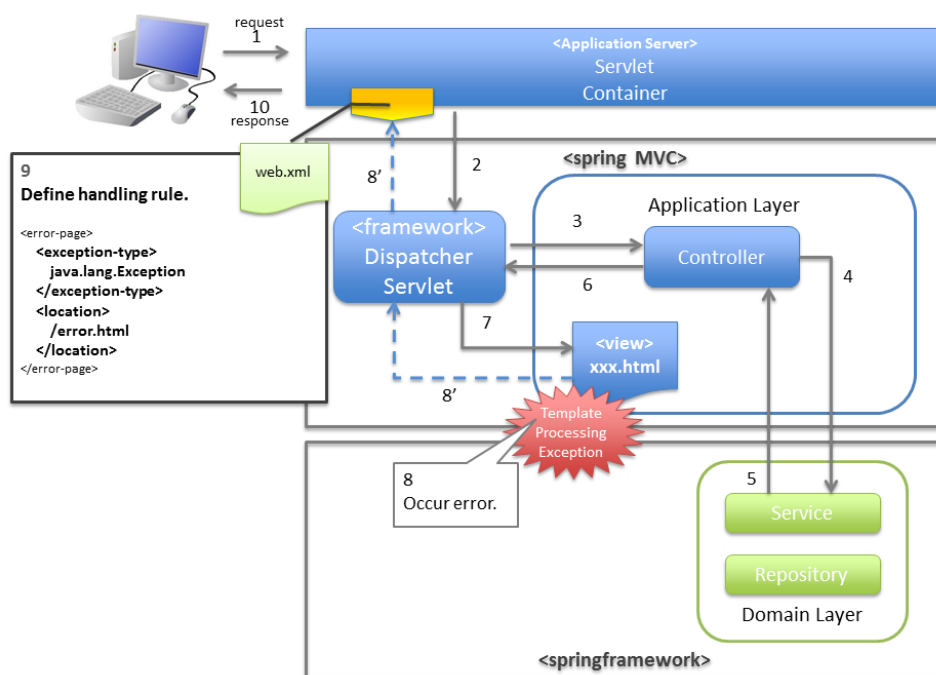 request
1
10
response
<Application Server>
Servlet
Container
9
Define handling rule.
web.xml
<error-page>
<exception-type>
java.lang.Exception
</exception-type>
<location>
/error.html
</location>
</error-page>
8’
2
<spring MVC>
Application Layer
<framework>
Dispatcher
Servlet
3
6
Controller
4
7
<view>
xxx.html
8’
Template
Processing
Exception
8
Occur error.
5
Service
Repository
Domain Layer
<springframework>